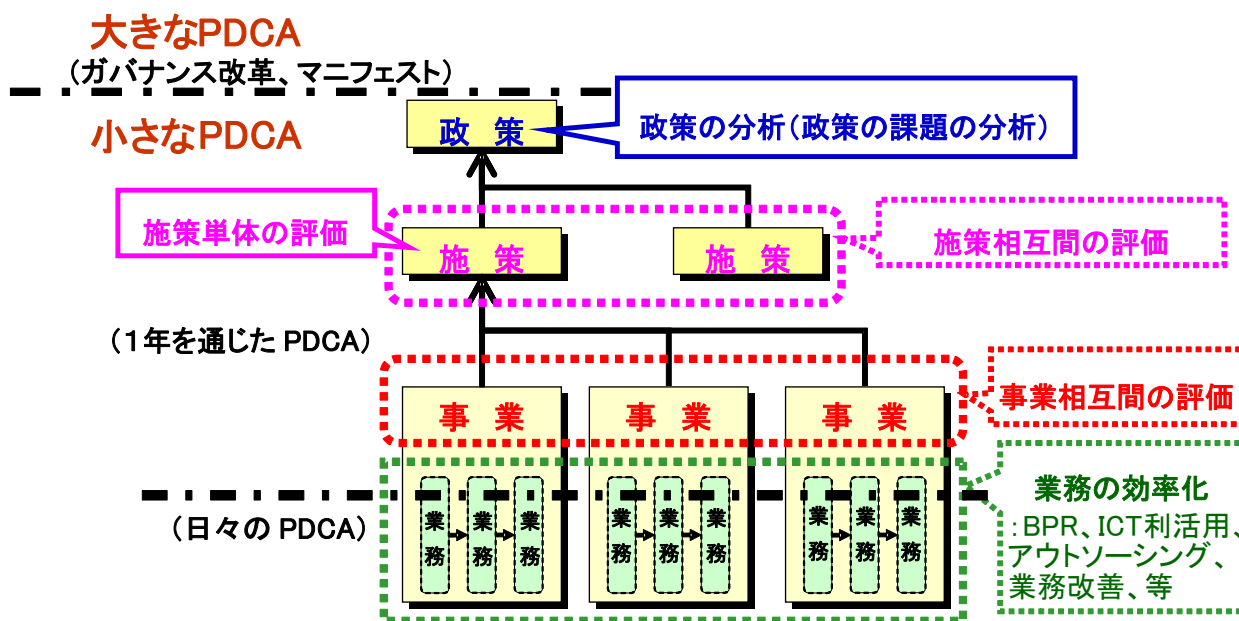 大きなPDCA
(ガバナンス改革、マニフェスト)
小さなPDCA
政 策
政策の分析(政策の課題の分析)
施策単体の評価
施 策
施 策
施策相互間の評価
(1年を通じた PDCA)
事 業
事 業
事 業
事業相互間の評価
業務
業務
業務
業務
業務
業務
業務
業務
業務
(日々の PDCA)
業務の効率化
:BPR、ICT利活用、
アウトソーシング、
業務改善、等